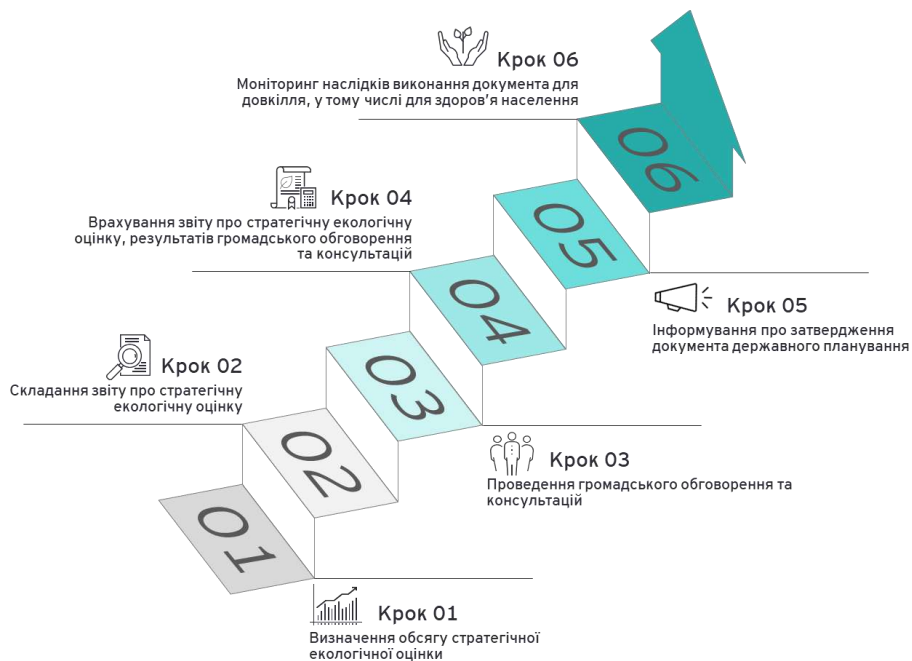 Крок 06
Моніторинг наслідків виконання документа для
довкілля, у тому числі для здоров'я населення
06
Крок 04
Врахування звіту про стратегічну екологічну
оцінку, результатів громадського обговорення
та консультацій
05
Крок 05
Інформування про затвердження
документа державного планування
04
Крок 02
Складання звіту про стратегічну
екологічну оцінку
03
Крок 03
Проведення громадського обговорення та
консультацій
02
01
Крок 01
Визначення обсягу стратегічної
екологічної оцінки